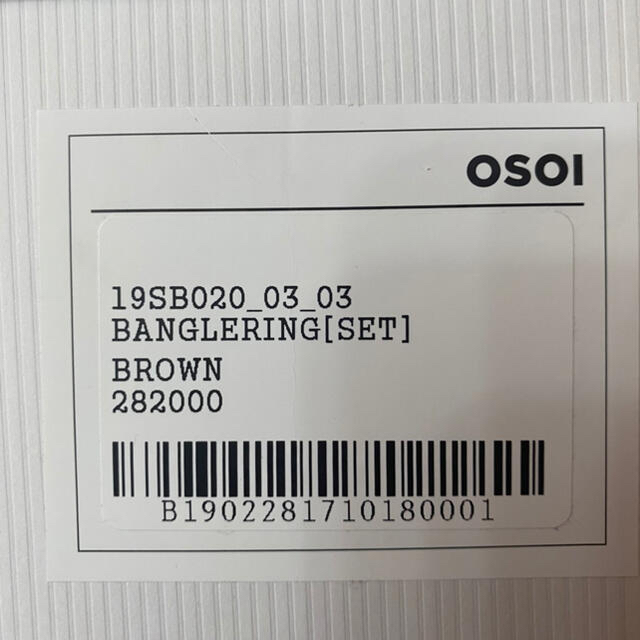 OSOI
19SB020_03_03
BANGLERING[SET]
BROWN
282000
B1902281710180001